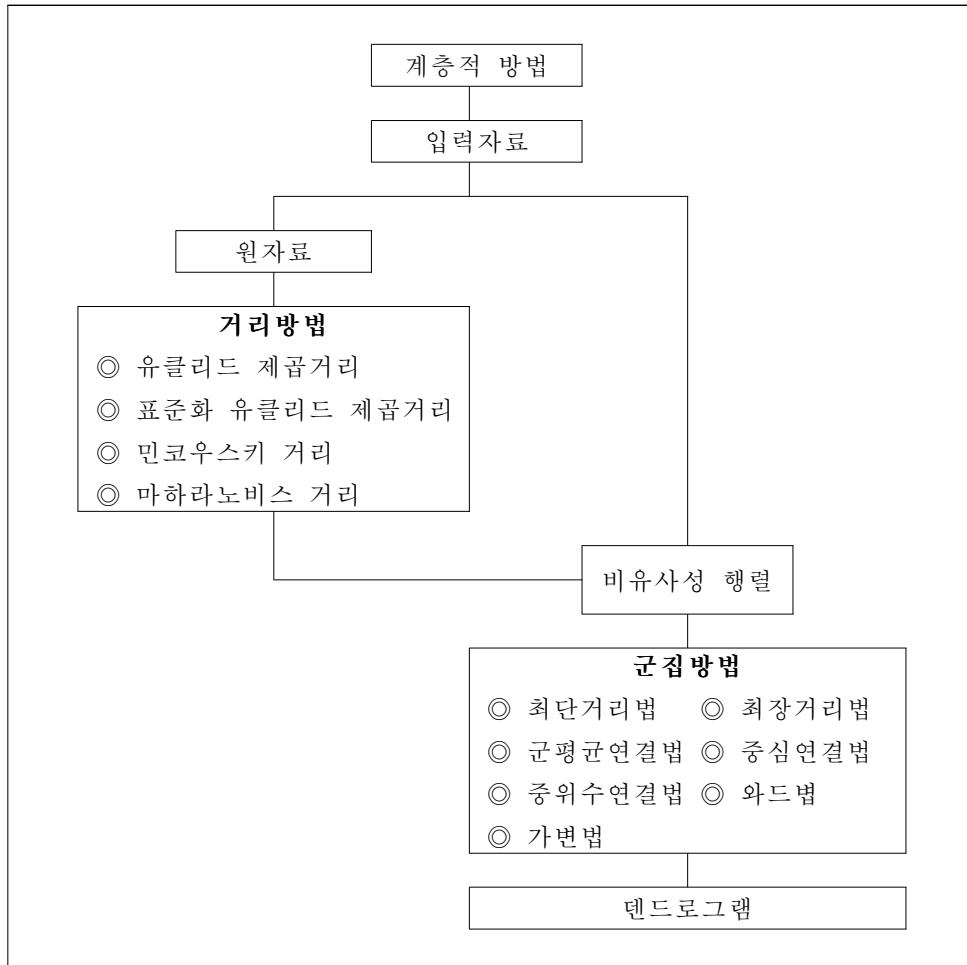 계층적 방법
입력자료
원자료
거리방법
◎ 유클리드 제곱거리
◎ 표준화 유클리드 제곱거리
◎ 민코우스키 거리
◎ 마하라노비스 거리
비유사성 행렬
군집방법
◎ 최단거리법 ◎ 최장거리법
◎ 군평균연결법 ◎ 중심연결법
◎ 중위수연결법 ◎ 와드볍
◎ 가변법
덴드로그램